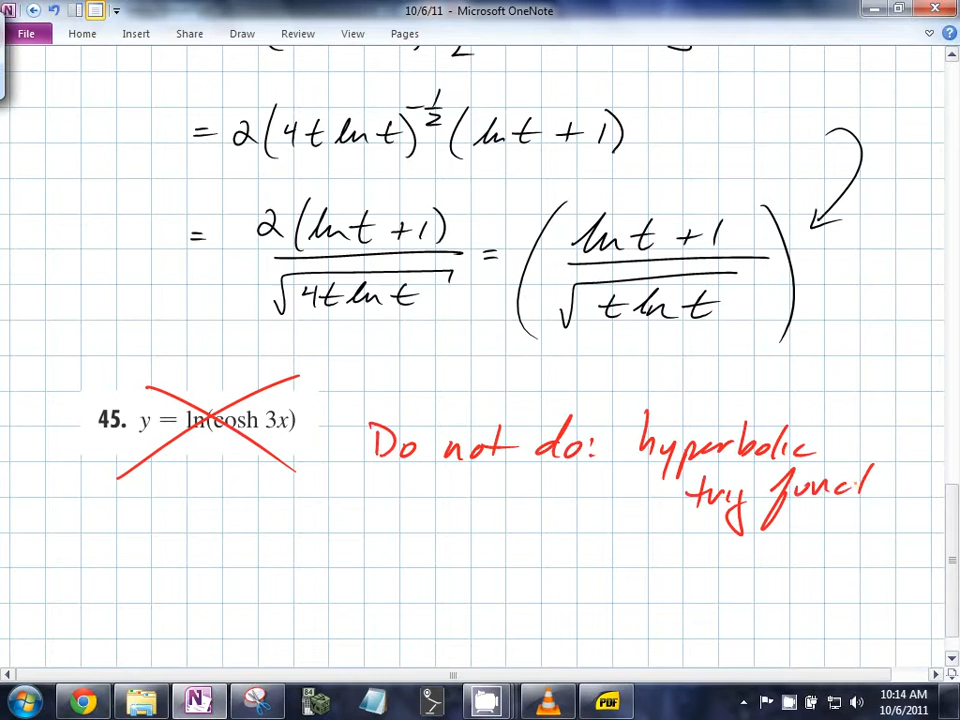 10/6/11 - Microsoft OneNote
File Home Insert Share Draw Review View Pages
= 2(4t ln t)^{-1/2} (ln t + 1)
= 2(ln t + 1) / √(4t ln t) = ( ln t + 1 / √(t ln t) )
45. y = ln(cosh 3x)
Do not do: hyperbolic
trig funct
PDF
10:14 AM
10/6/2011